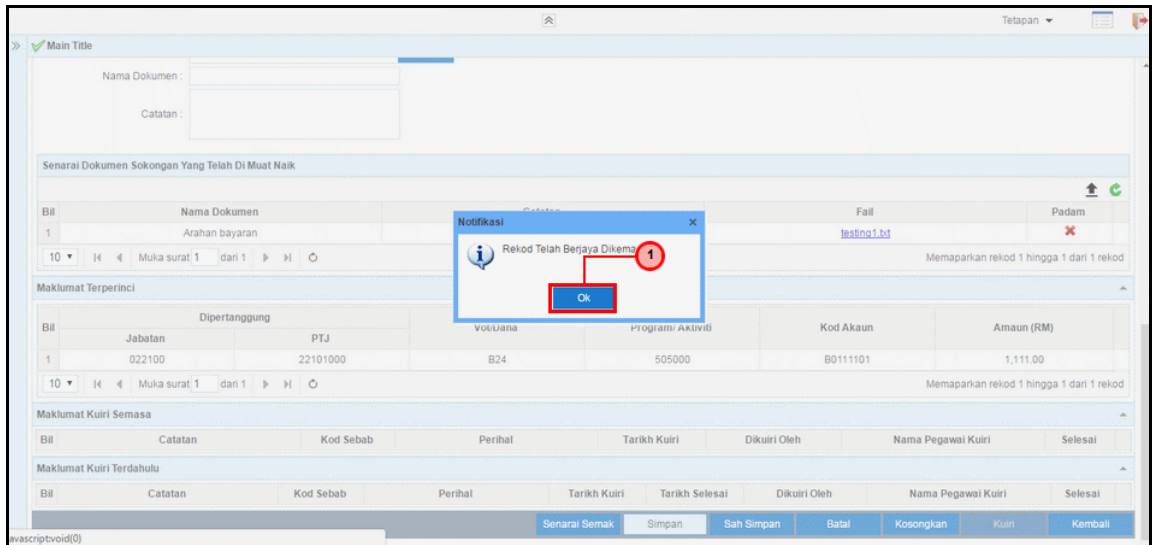 Tetapan
Main Title
Nama Dokumen :
Catatan :
Senarai Dokumen Sokongan Yang Telah Di Muat Naik
Bil Nama Dokumen Catatan Fail Padam
1 Arahan bayaran testing1.txt
10 Muka surat 1 dari 1 Memaparkan rekod 1 hingga 1 dari 1 rekod
Notifikasi x
Rekod Telah Berjaya
1
Ok
Maklumat Terperinci
Bil Dipertanggung Vot/Dana Program/ Aktiviti Kod Akaun Amaun (RM)
Jabatan PTJ
1 022100 22101000 B24 505000 B0111101 1,111.00
10 Muka surat 1 dari 1 Memaparkan rekod 1 hingga 1 dari 1 rekod
Maklumat Kuiri Semasa
Bil Catatan Kod Sebab Perihal Tarikh Kuiri Dikuiri Oleh Nama Pegawai Kuiri Selesai
Maklumat Kuiri Terdahulu
Bil Catatan Kod Sebab Perihal Tarikh Kuiri Tarikh Selesai Dikuiri Oleh Nama Pegawai Kuiri Selesai
Senarai Semak Simpan Sah Simpan Batal Kosongkan Kuiri Kembali
avascript:void(0)